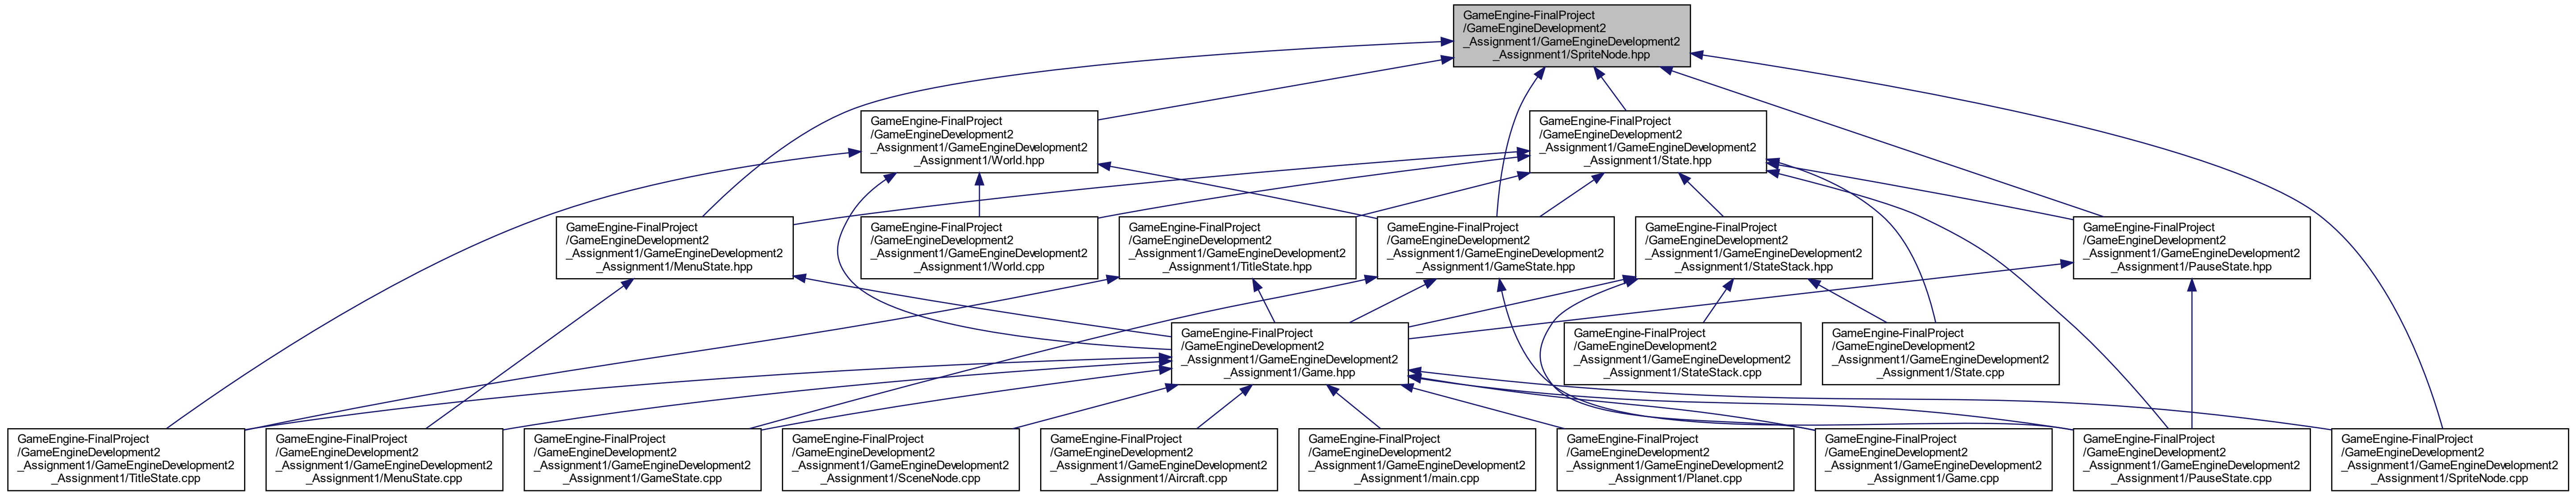 GameEngine-FinalProject
/GameEngineDevelopment2
_Assignment1/GameEngineDevelopment2
_Assignment1/SpriteNode.hpp
GameEngine-FinalProject
/GameEngineDevelopment2
_Assignment1/GameEngineDevelopment2
_Assignment1/World.hpp
GameEngine-FinalProject
/GameEngineDevelopment2
_Assignment1/GameEngineDevelopment2
_Assignment1/State.hpp
GameEngine-FinalProject
/GameEngineDevelopment2
_Assignment1/GameEngineDevelopment2
_Assignment1/MenuState.hpp
GameEngine-FinalProject
/GameEngineDevelopment2
_Assignment1/GameEngineDevelopment2
_Assignment1/World.cpp
GameEngine-FinalProject
/GameEngineDevelopment2
_Assignment1/GameEngineDevelopment2
_Assignment1/TitleState.hpp
GameEngine-FinalProject
/GameEngineDevelopment2
_Assignment1/GameEngineDevelopment2
_Assignment1/GameState.hpp
GameEngine-FinalProject
/GameEngineDevelopment2
_Assignment1/GameEngineDevelopment2
_Assignment1/StateStack.hpp
GameEngine-FinalProject
/GameEngineDevelopment2
_Assignment1/GameEngineDevelopment2
_Assignment1/PauseState.hpp
GameEngine-FinalProject
/GameEngineDevelopment2
_Assignment1/GameEngineDevelopment2
_Assignment1/Game.hpp
GameEngine-FinalProject
/GameEngineDevelopment2
_Assignment1/GameEngineDevelopment2
_Assignment1/StateStack.cpp
GameEngine-FinalProject
/GameEngineDevelopment2
_Assignment1/GameEngineDevelopment2
_Assignment1/State.cpp
GameEngine-FinalProject
/GameEngineDevelopment2
_Assignment1/GameEngineDevelopment2
_Assignment1/TitleState.cpp
GameEngine-FinalProject
/GameEngineDevelopment2
_Assignment1/GameEngineDevelopment2
_Assignment1/MenuState.cpp
GameEngine-FinalProject
/GameEngineDevelopment2
_Assignment1/GameEngineDevelopment2
_Assignment1/GameState.cpp
GameEngine-FinalProject
/GameEngineDevelopment2
_Assignment1/GameEngineDevelopment2
_Assignment1/SceneNode.cpp
GameEngine-FinalProject
/GameEngineDevelopment2
_Assignment1/GameEngineDevelopment2
_Assignment1/Aircraft.cpp
GameEngine-FinalProject
/GameEngineDevelopment2
_Assignment1/GameEngineDevelopment2
_Assignment1/main.cpp
GameEngine-FinalProject
/GameEngineDevelopment2
_Assignment1/GameEngineDevelopment2
_Assignment1/Planet.cpp
GameEngine-FinalProject
/GameEngineDevelopment2
_Assignment1/GameEngineDevelopment2
_Assignment1/Game.cpp
GameEngine-FinalProject
/GameEngineDevelopment2
_Assignment1/GameEngineDevelopment2
_Assignment1/PauseState.cpp
GameEngine-FinalProject
/GameEngineDevelopment2
_Assignment1/GameEngineDevelopment2
_Assignment1/SpriteNode.cpp